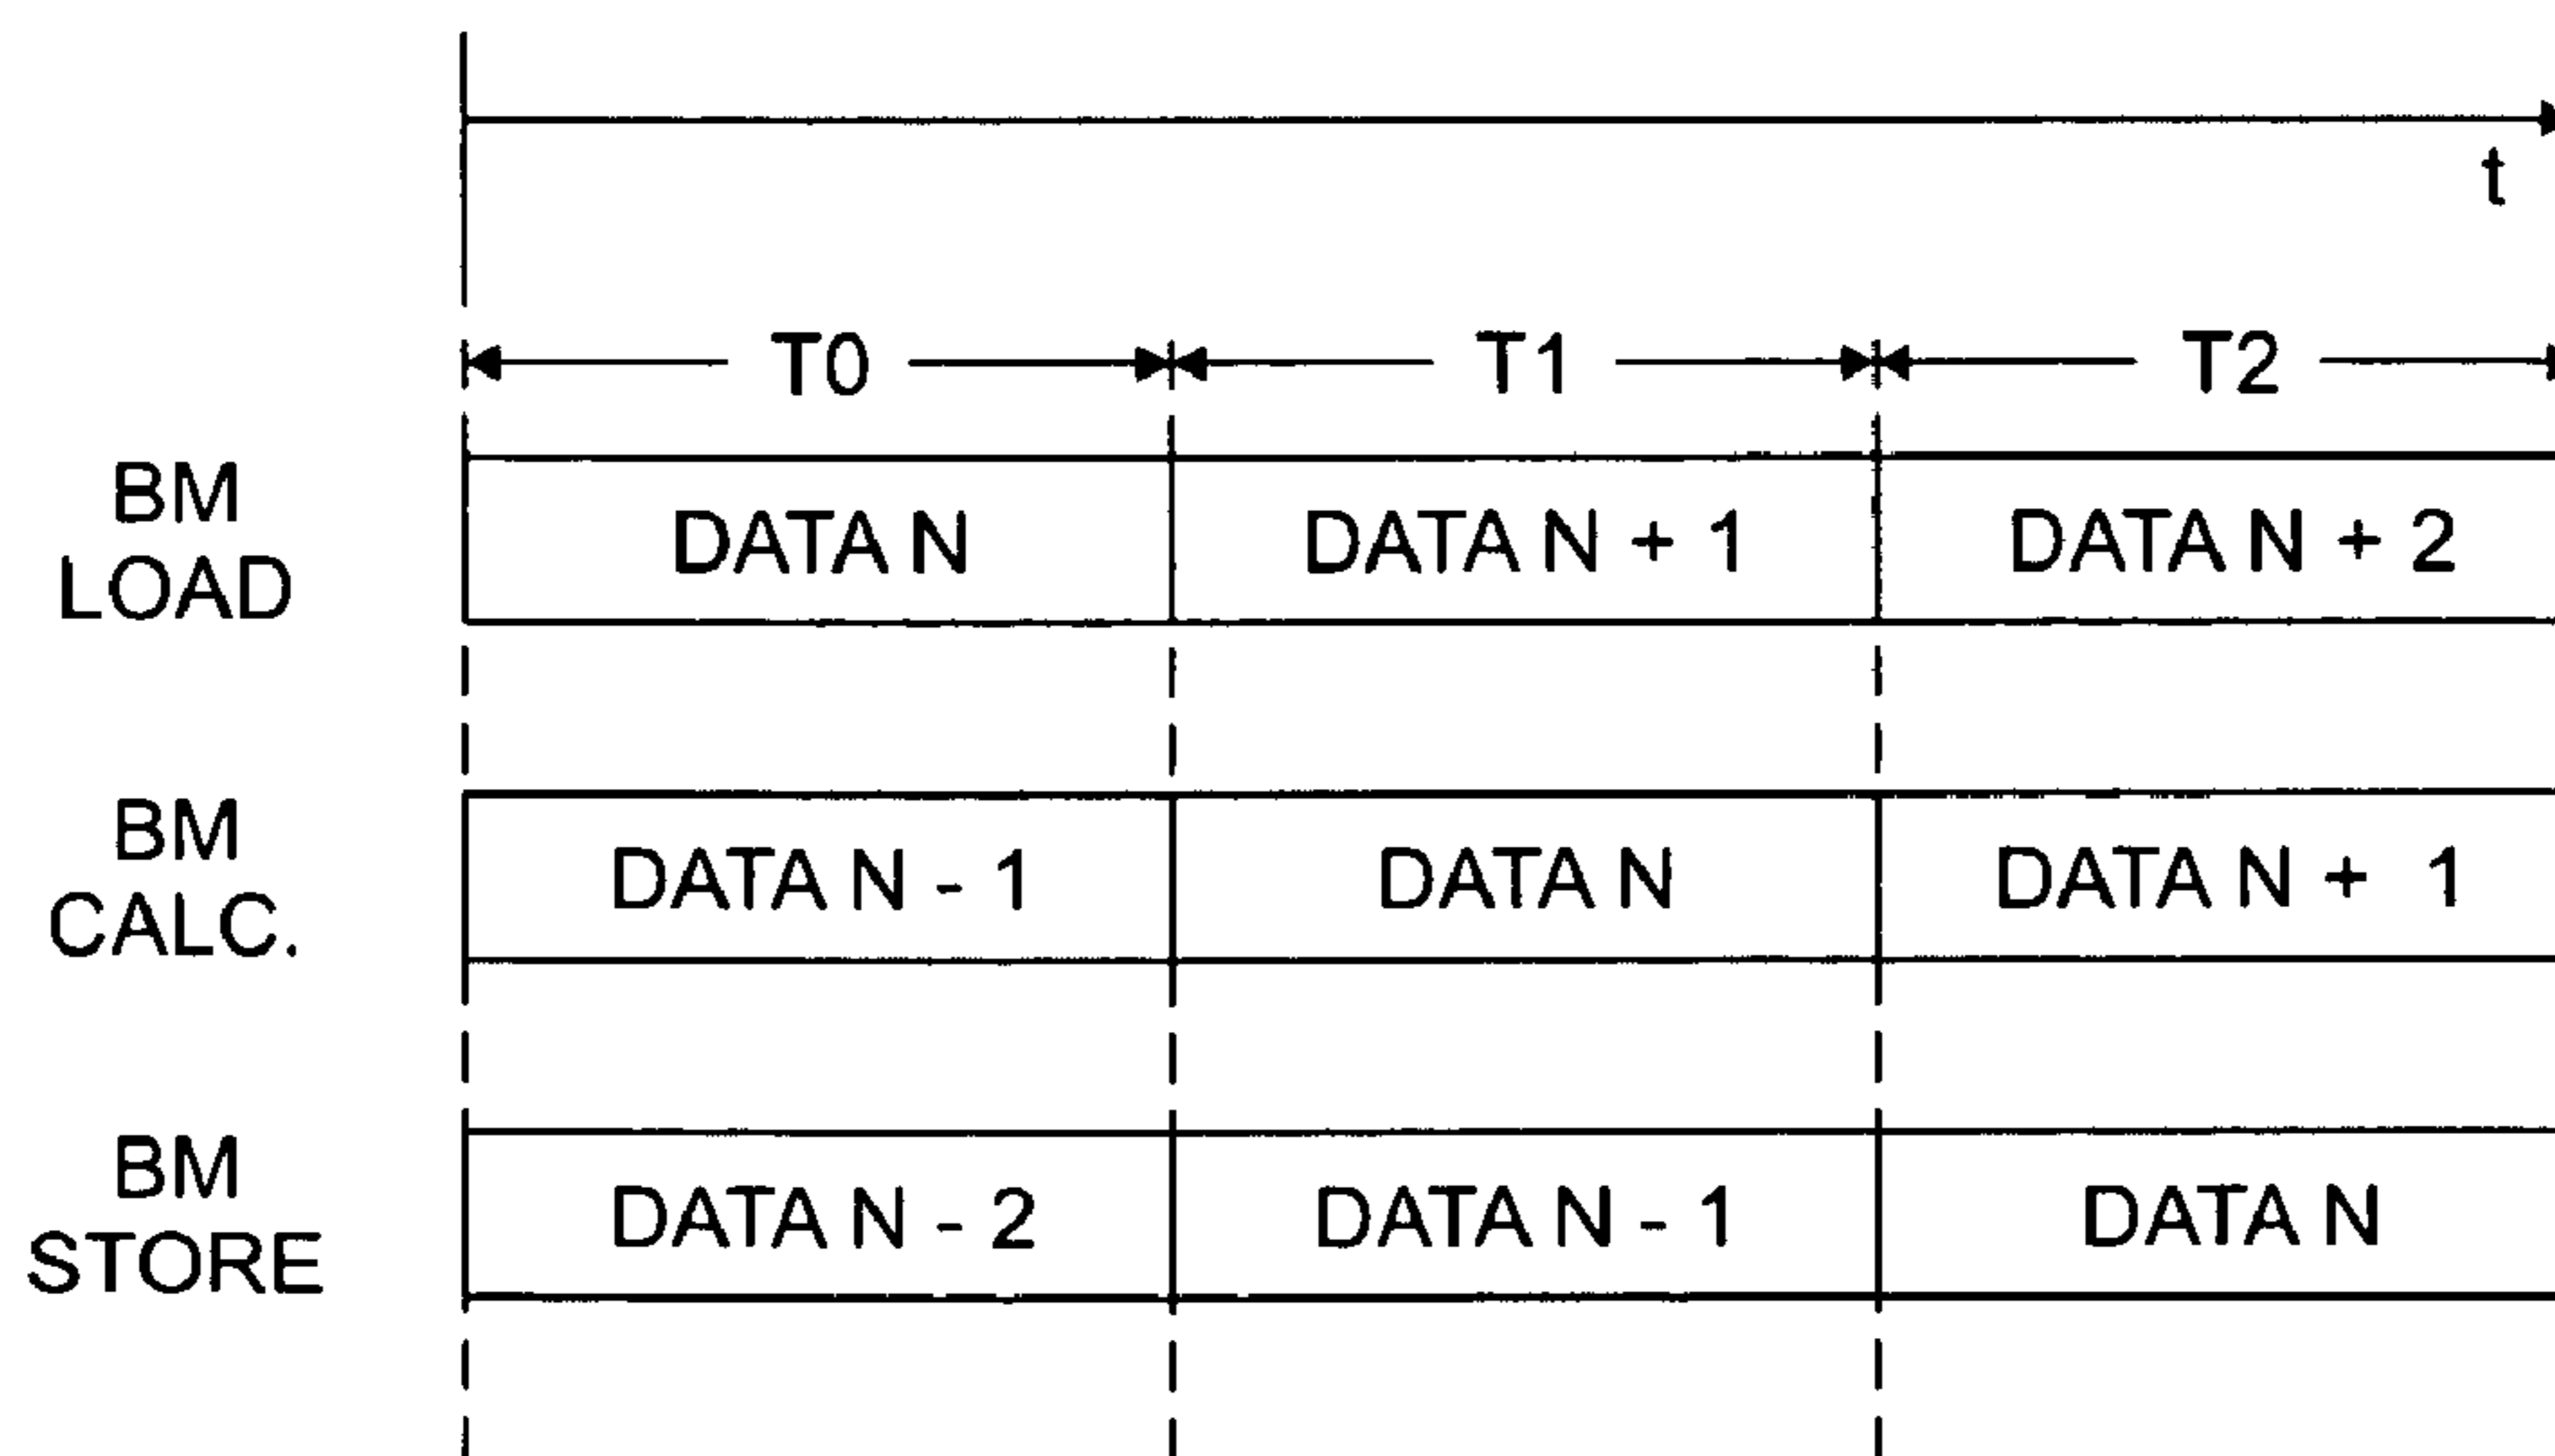 t
T0 T1 T2
BM
LOAD
DATA N DATA N + 1 DATA N + 2
BM
CALC.
DATA N - 1 DATA N DATA N + 1
BM
STORE
DATA N - 2 DATA N - 1 DATA N